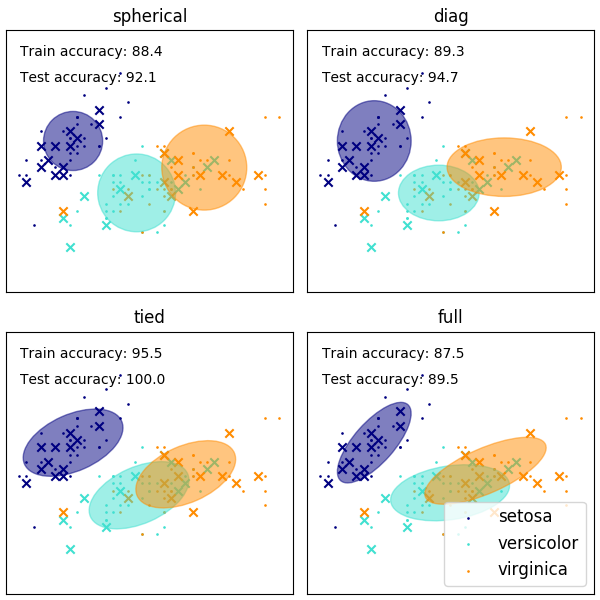 spherical
Train accuracy: 88.4
Test accuracy: 92.1
diag
Train accuracy: 89.3
Test accuracy: 94.7
tied
Train accuracy: 95.5
Test accuracy: 100.0
full
Train accuracy: 87.5
Test accuracy: 89.5
setosa
versicolor
virginica